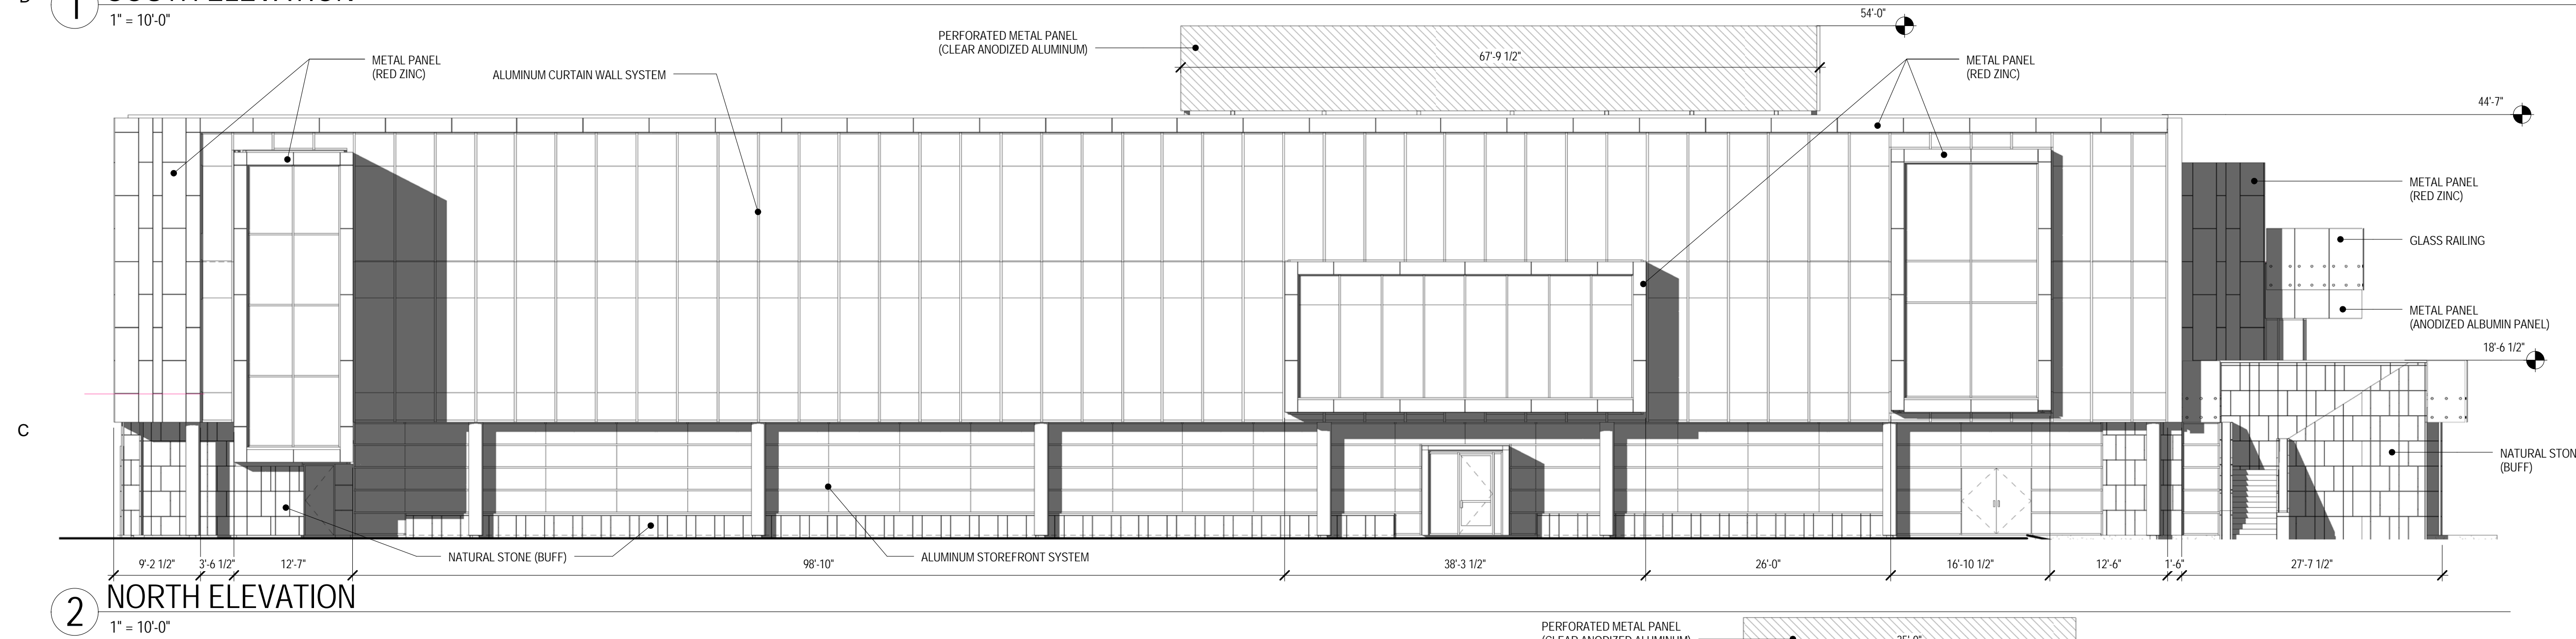 1" = 10'-0"
54'-0"
PERFORATED METAL PANEL
(CLEAR ANODIZED ALUMINUM)
67'-9 1/2"
METAL PANEL
(RED ZINC)
ALUMINUM CURTAIN WALL SYSTEM
METAL PANEL
(RED ZINC)
44'-7"
METAL PANEL
(RED ZINC)
GLASS RAILING
METAL PANEL
(ANODIZED ALBUMIN PANEL)
18'-6 1/2"
C
NATURAL STON
(BUFF)
NATURAL STONE (BUFF)
ALUMINUM STOREFRONT SYSTEM
9'-2 1/2"
3'-6 1/2"
12'-7"
98'-10"
38'-3 1/2"
26'-0"
16'-10 1/2"
12'-6"
1'-6"
27'-7 1/2"
2
NORTH ELEVATION
1" = 10'-0"
PERFORATED METAL PANEL